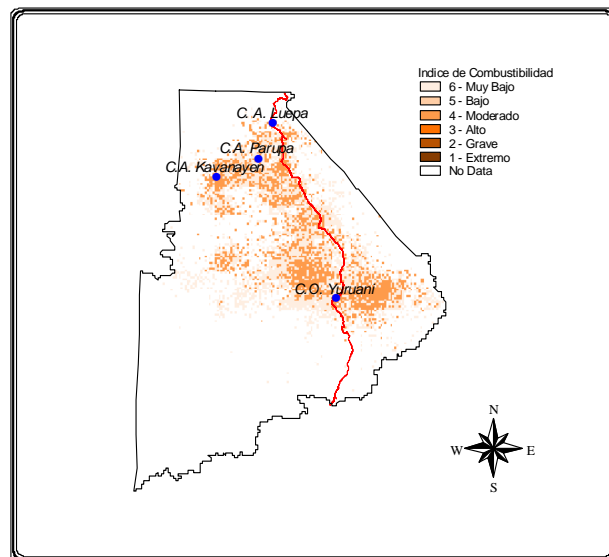 Indice de Combustibilidad
6 - Muy Bajo
5 - Bajo
4 - Moderado
3 - Alto
2 - Grave
1 - Extremo
No Data
C. A. Luepa
C.A. Parupa
C.A. Kavanayen
C.O. Yuruani
N
W
E
S